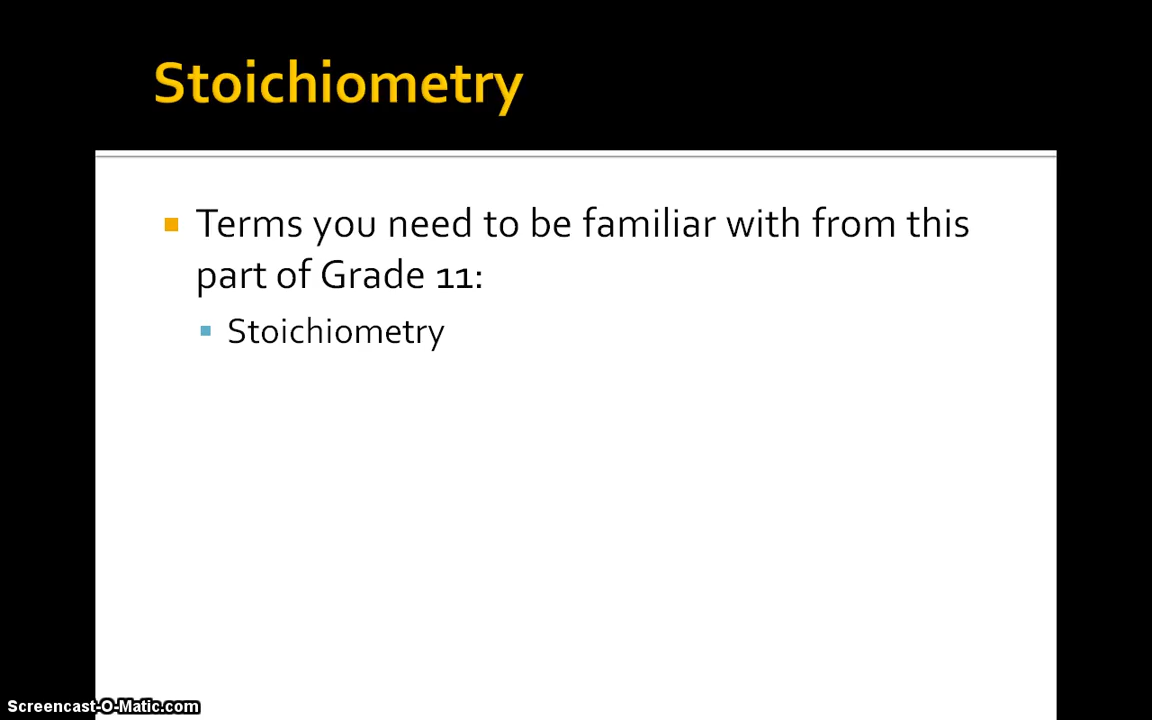 Stoichiometry
Terms you need to be familiar with from this
part of Grade 11:
Stoichiometry
Screencast-O-Matic.com